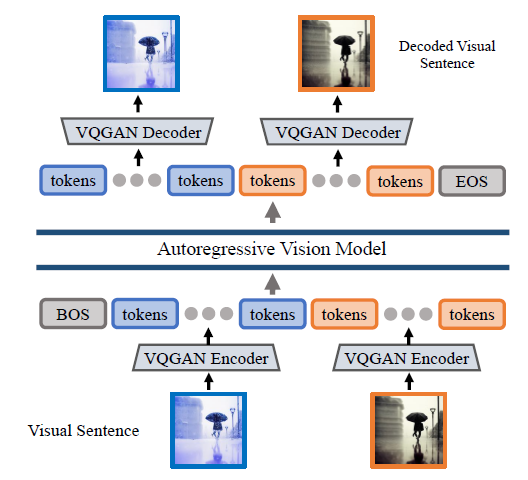 Decoded Visual
Sentence
VQGAN Decoder VQGAN Decoder
tokens tokens tokens tokens EOS
Autoregressive Vision Model
BOS tokens tokens tokens tokens
VQGAN Encoder VQGAN Encoder
Visual Sentence